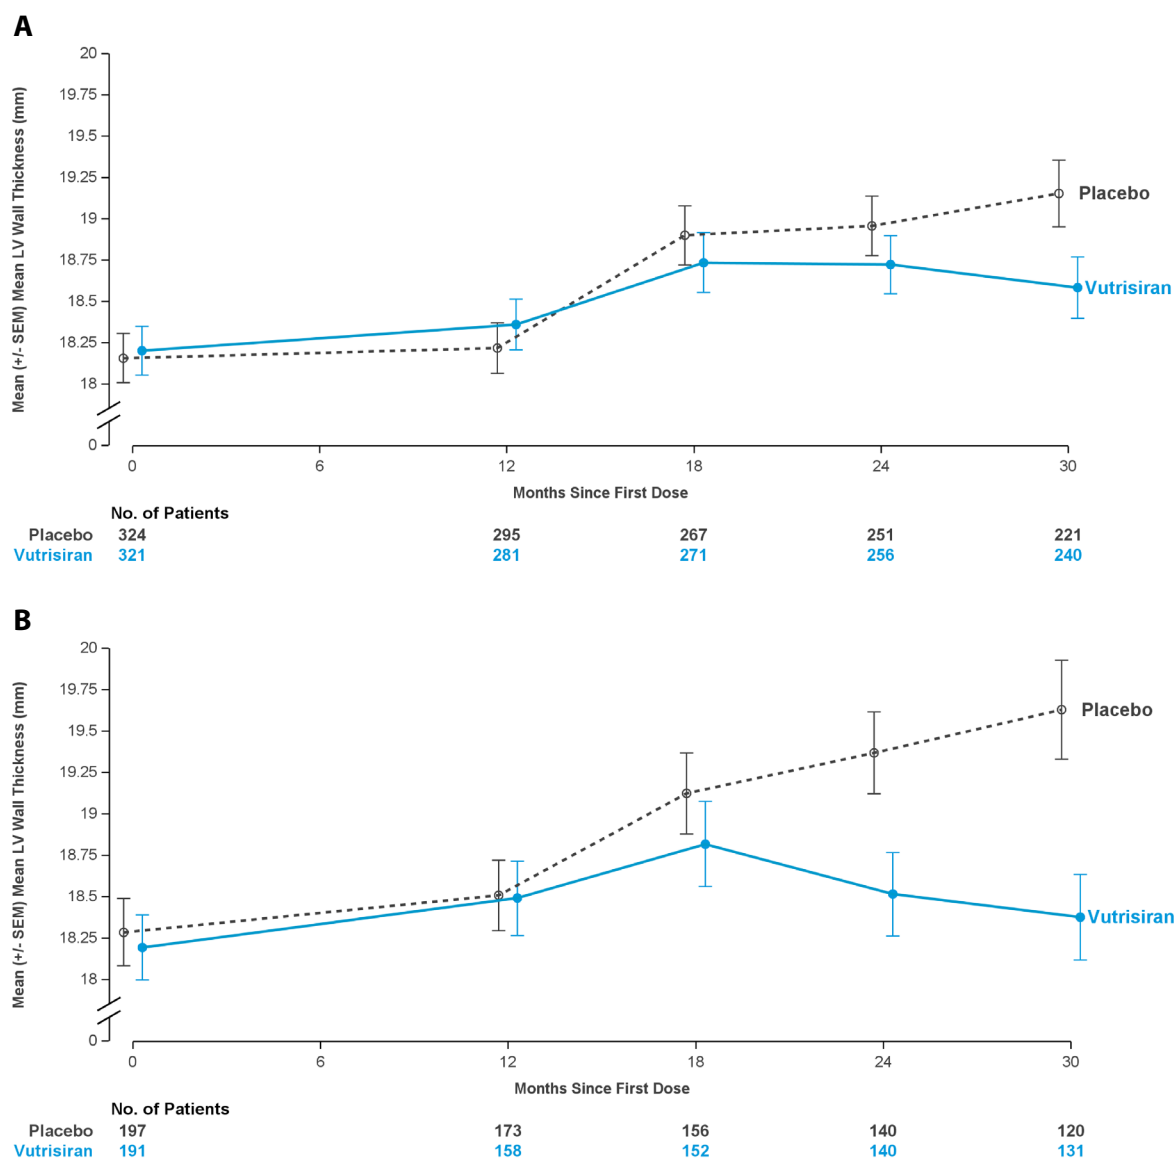 A
Mean (+/- SEM) Mean LV Wall Thickness (mm)
20
19.75
19.5
19.25
19
18.75
18.5
18.25
18
0
Placebo
Vutrisiran
0 6 12 18 24 30
Months Since First Dose
No. of Patients
Placebo 324 295 267 251 221
Vutrisiran 321 281 271 256 240
B
Mean (+/- SEM) Mean LV Wall Thickness (mm)
20
19.75
19.5
19.25
19
18.75
18.5
18.25
18
0
Placebo
Vutrisiran
0 6 12 18 24 30
Months Since First Dose
No. of Patients
Placebo 197 173 156 140 120
Vutrisiran 191 158 152 140 131